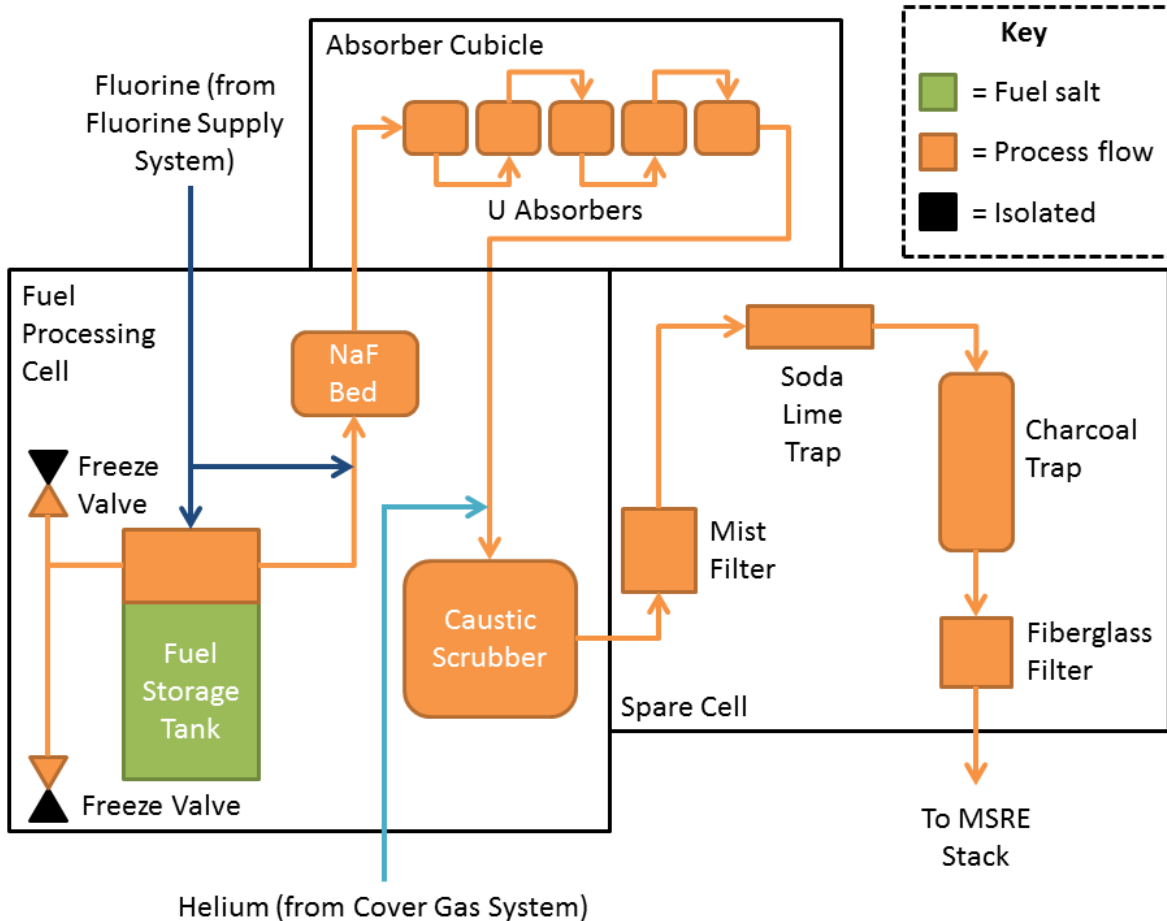 Absorber Cubicle
Key
= Fuel salt
= Process flow
= Isolated
Fluorine (from
Fluorine Supply
System)
U Absorbers
Fuel
Processing
Cell
NaF
Bed
Freeze
Valve
Fuel
Storage
Tank
Freeze Valve
Caustic
Scrubber
Mist
Filter
Soda
Lime
Trap
Charcoal
Trap
Fiberglass
Filter
Spare Cell
To MSRE
Stack
Helium (from Cover Gas System)